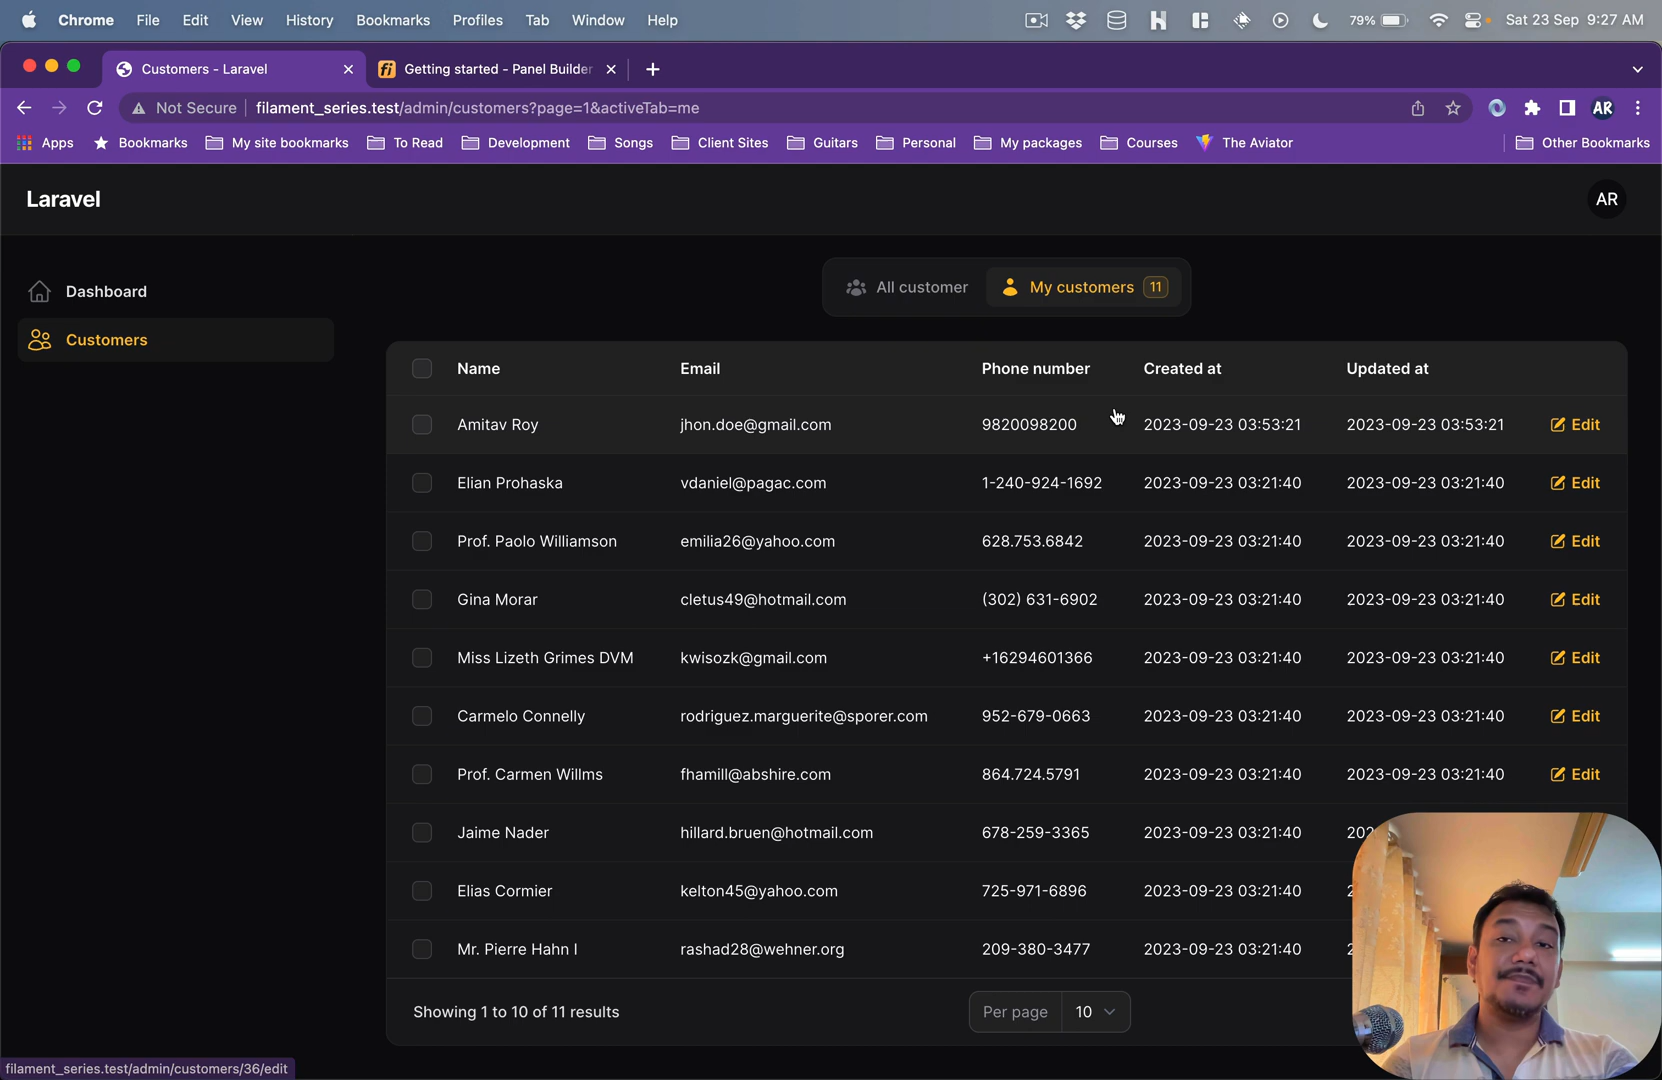 Chrome File Edit View History Bookmarks Profiles Tab Window Help 79% Sat 23 Sep 9:27 AM
Customers - Laravel Getting started - Panel Builder
Not Secure filament_series.test/admin/customers?page=1&activeTab=me AR
Apps Bookmarks My site bookmarks To Read Development Songs Client Sites Guitars Personal My packages Courses The Aviator Other Bookmarks
Laravel AR
All customer My customers 11
Dashboard
Customers
Name Email Phone number Created at Updated at
Amitav Roy jhon.doe@gmail.com 9820098200 2023-09-23 03:53:21 2023-09-23 03:53:21 Edit
Elian Prohaska vdaniel@pagac.com 1-240-924-1692 2023-09-23 03:21:40 2023-09-23 03:21:40 Edit
Prof. Paolo Williamson emilia26@yahoo.com 628.753.6842 2023-09-23 03:21:40 2023-09-23 03:21:40 Edit
Gina Morar cletus49@hotmail.com (302) 631-6902 2023-09-23 03:21:40 2023-09-23 03:21:40 Edit
Miss Lizeth Grimes DVM kwisozk@gmail.com +16294601366 2023-09-23 03:21:40 2023-09-23 03:21:40 Edit
Carmelo Connelly rodriguez.marguerite@sporer.com 952-679-0663 2023-09-23 03:21:40 2023-09-23 03:21:40 Edit
Prof. Carmen Willms fhamill@abshire.com 864.724.5791 2023-09-23 03:21:40 2023-09-23 03:21:40 Edit
Jaime Nader hillard.bruen@hotmail.com 678-259-3365 2023-09-23 03:21:40
Elias Cormier kelton45@yahoo.com 725-971-6896 2023-09-23 03:21:40
Mr. Pierre Hahn I rashad28@wehner.org 209-380-3477 2023-09-23 03:21:40
Showing 1 to 10 of 11 results Per page 10
filament_series.test/admin/customers/36/edit